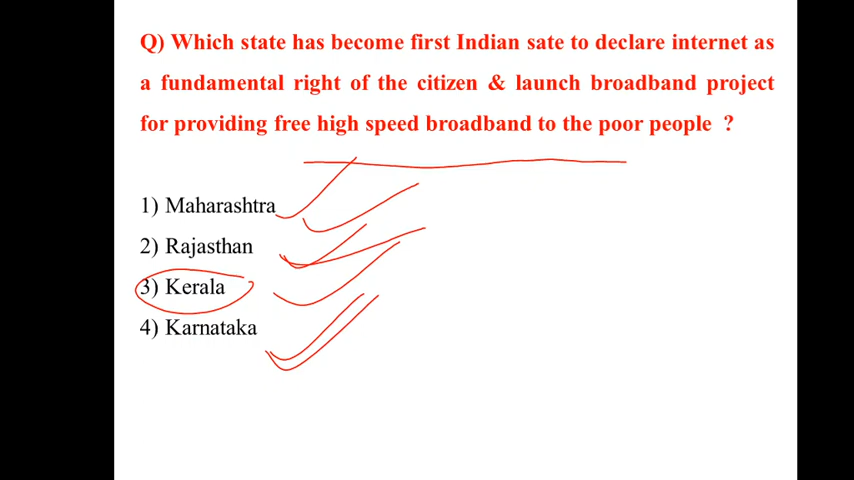 Q) Which state has become first Indian sate to declare internet as
a fundamental right of the citizen & launch broadband project
for providing free high speed broadband to the poor people ?
1) Maharashtra
2) Rajasthan
3) Kerala
4) Karnataka